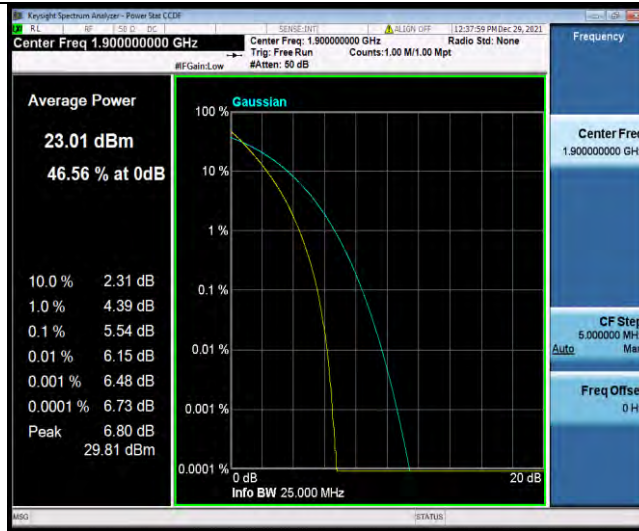 Keysight Spectrum Analyzer - Power Stat CCDF
RL RF 50 Ω DC SENSE:INT ALIGN OFF 12:37:59 PM Dec 29, 2021
Center Freq 1.900000000 GHz
Center Freq: 1.900000000 GHz Radio Std: None
Trig: Free Run Counts:1.00 M/1.00 Mpt
#IFGain:Low #Atten: 50 dB
Frequency
Average Power
23.01 dBm
46.56 % at 0dB
10.0 % 2.31 dB
1.0 % 4.39 dB
0.1 % 5.54 dB
0.01 % 6.15 dB
0.001 % 6.48 dB
0.0001 % 6.73 dB
Peak 6.80 dB
29.81 dBm
Gaussian
100 %
10 %
1 %
0.1 %
0.01 %
0.001 %
0.0001 %
0 dB 20 dB
Info BW 25.000 MHz
Center Fre
1.900000000 GH
CF Step
5.000000 MH
Auto Ma
Freq Offse
0 H
MSG STATUS